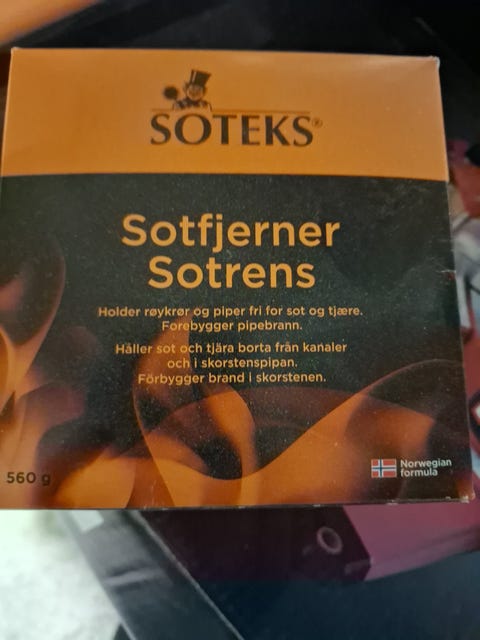 SOTEKS®
Sotfjerner
Sotrens
Holder røykrør og piper fri for sot og tjære.
Forebygger pipebrann.
Håller sot och tjära borta från kanaler
och i skorstenspipan.
Förbygger brand i skorstenen.
560 g
Norwegian
formula